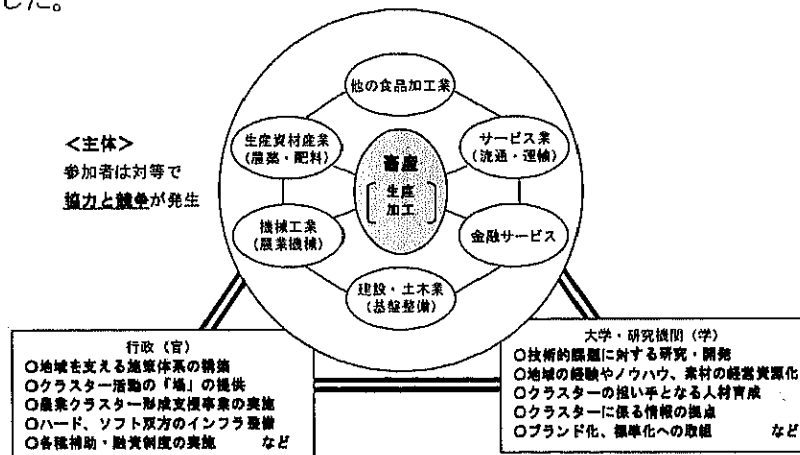 した。
他の食品加工業
<主体>
参加者は対等で
協力と競争が発生
生産資材産業
(農薬・肥料)
サービス業
(流通・運輸)
畜産
生産
加工
機械工業
(農業機械)
金融サービス
建設・土木業
(基盤整備)
行政（官）
○地域を支える施策体系の構築
○クラスター活動の『場』の提供
○農業クラスター形成支援事業の実施
○ハード、ソフト双方のインフラ整備
○各種補助・融資制度の実施 など
大学・研究機関（学）
○技術的課題に対する研究・開発
○地域の経験やノウハウ、素材の経営資源化
○クラスターの担い手となる人材育成
○クラスターに係る情報の拠点
○ブランド化、標準化への取組 など